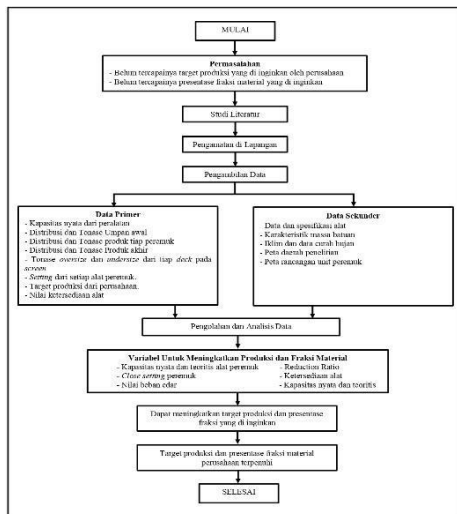 MULAI
Permasalahan
- Belum tercapainya target produksi yang di inginkan oleh perusahaan
- Belum tercapainya presentase fraksi material yang di inginkan
Studi Literatur
Pengamatan di Lapangan
Pengambilan Data
Data Primer
- Kapasitas nyata dari peralatan
- Distribusi dan Tonase Umpan awal
- Distribusi dan Tonase produk tiap peremuk
- Distribusi dan Tonase Produk akhir
- Tonase oversize dan undersize dari tiap deck pada
screen
- Setting dari setiap alat peremuk.
- Target produksi dari perusahaan.
- Nilai ketersediaan alat
Data Sekunder
- Data dan spesifikasi alat
- Karakteristik massa batuan
- Iklim dan data curah hujan
- Peta daerah penelitian
- Peta rancangan unit peremuk
Pengolahan dan Analisis Data
Variabel Untuk Meningkatkan Produksi dan Fraksi Material
- Kapasitas nyata dan teoritis alat peremuk - Reduction Ratio
- Close setting peremuk - Ketersediaan alat
- Nilai beban edar - Kapasitas nyata dan teoritis
Dapat meningkatkan target produksi dan presentase
fraksi yang di inginkan
Target produksi dan presentase fraksi material
perusahaan terpenuhi
SELESAI